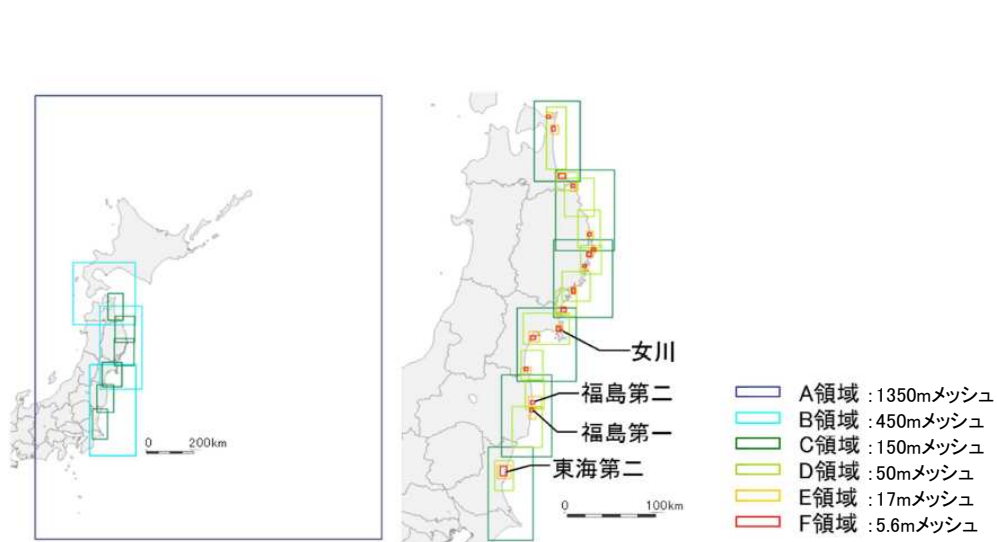 0 200km
女川
福島第二
福島第一
東海第二
0 100km
A領域 : 1350mメッシュ
B領域 : 450mメッシュ
C領域 : 150mメッシュ
D領域 : 50mメッシュ
E領域 : 17mメッシュ
F領域 : 5.6mメッシュ